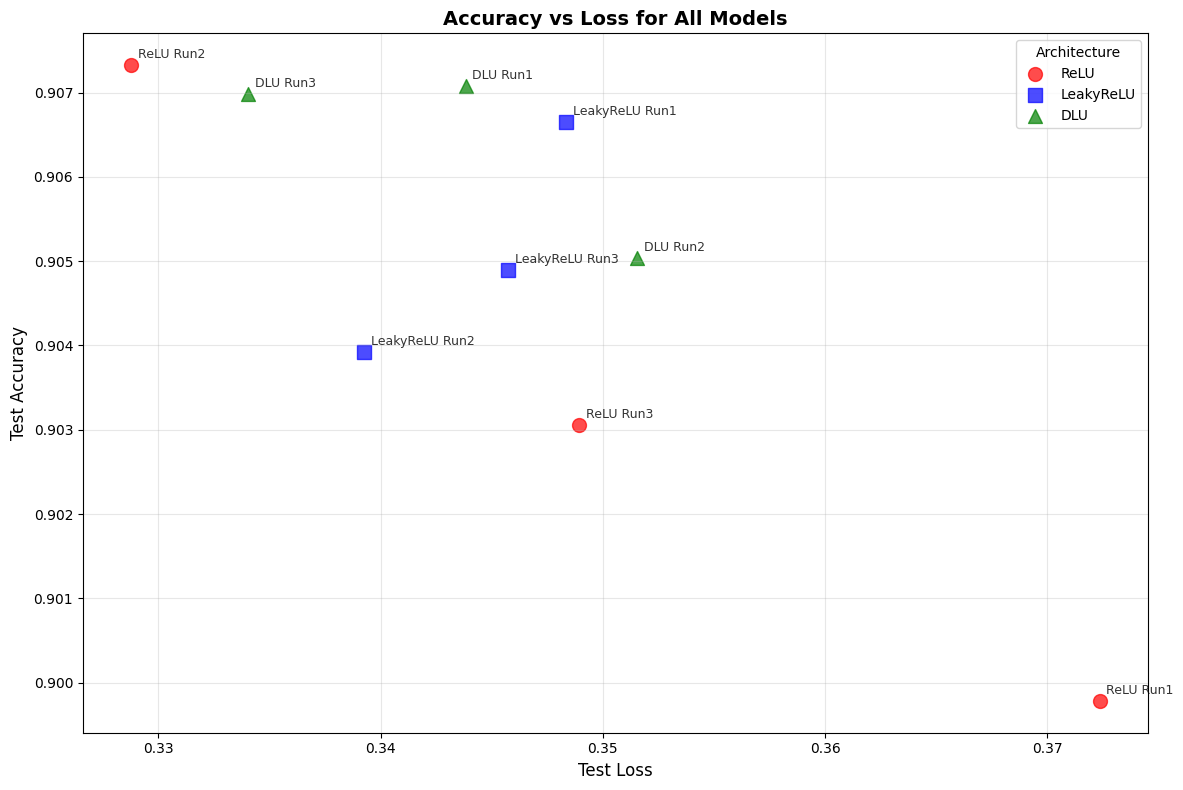 Accuracy vs Loss for All Models
ReLU Run2
DLU Run3
DLU Run1
LeakyReLU Run1
DLU Run2
LeakyReLU Run3
LeakyReLU Run2
ReLU Run3
ReLU Run1
Architecture
ReLU
LeakyReLU
DLU
Test Accuracy
0.907
0.906
0.905
0.904
0.903
0.902
0.901
0.900
0.33 0.34 0.35 0.36 0.37
Test Loss